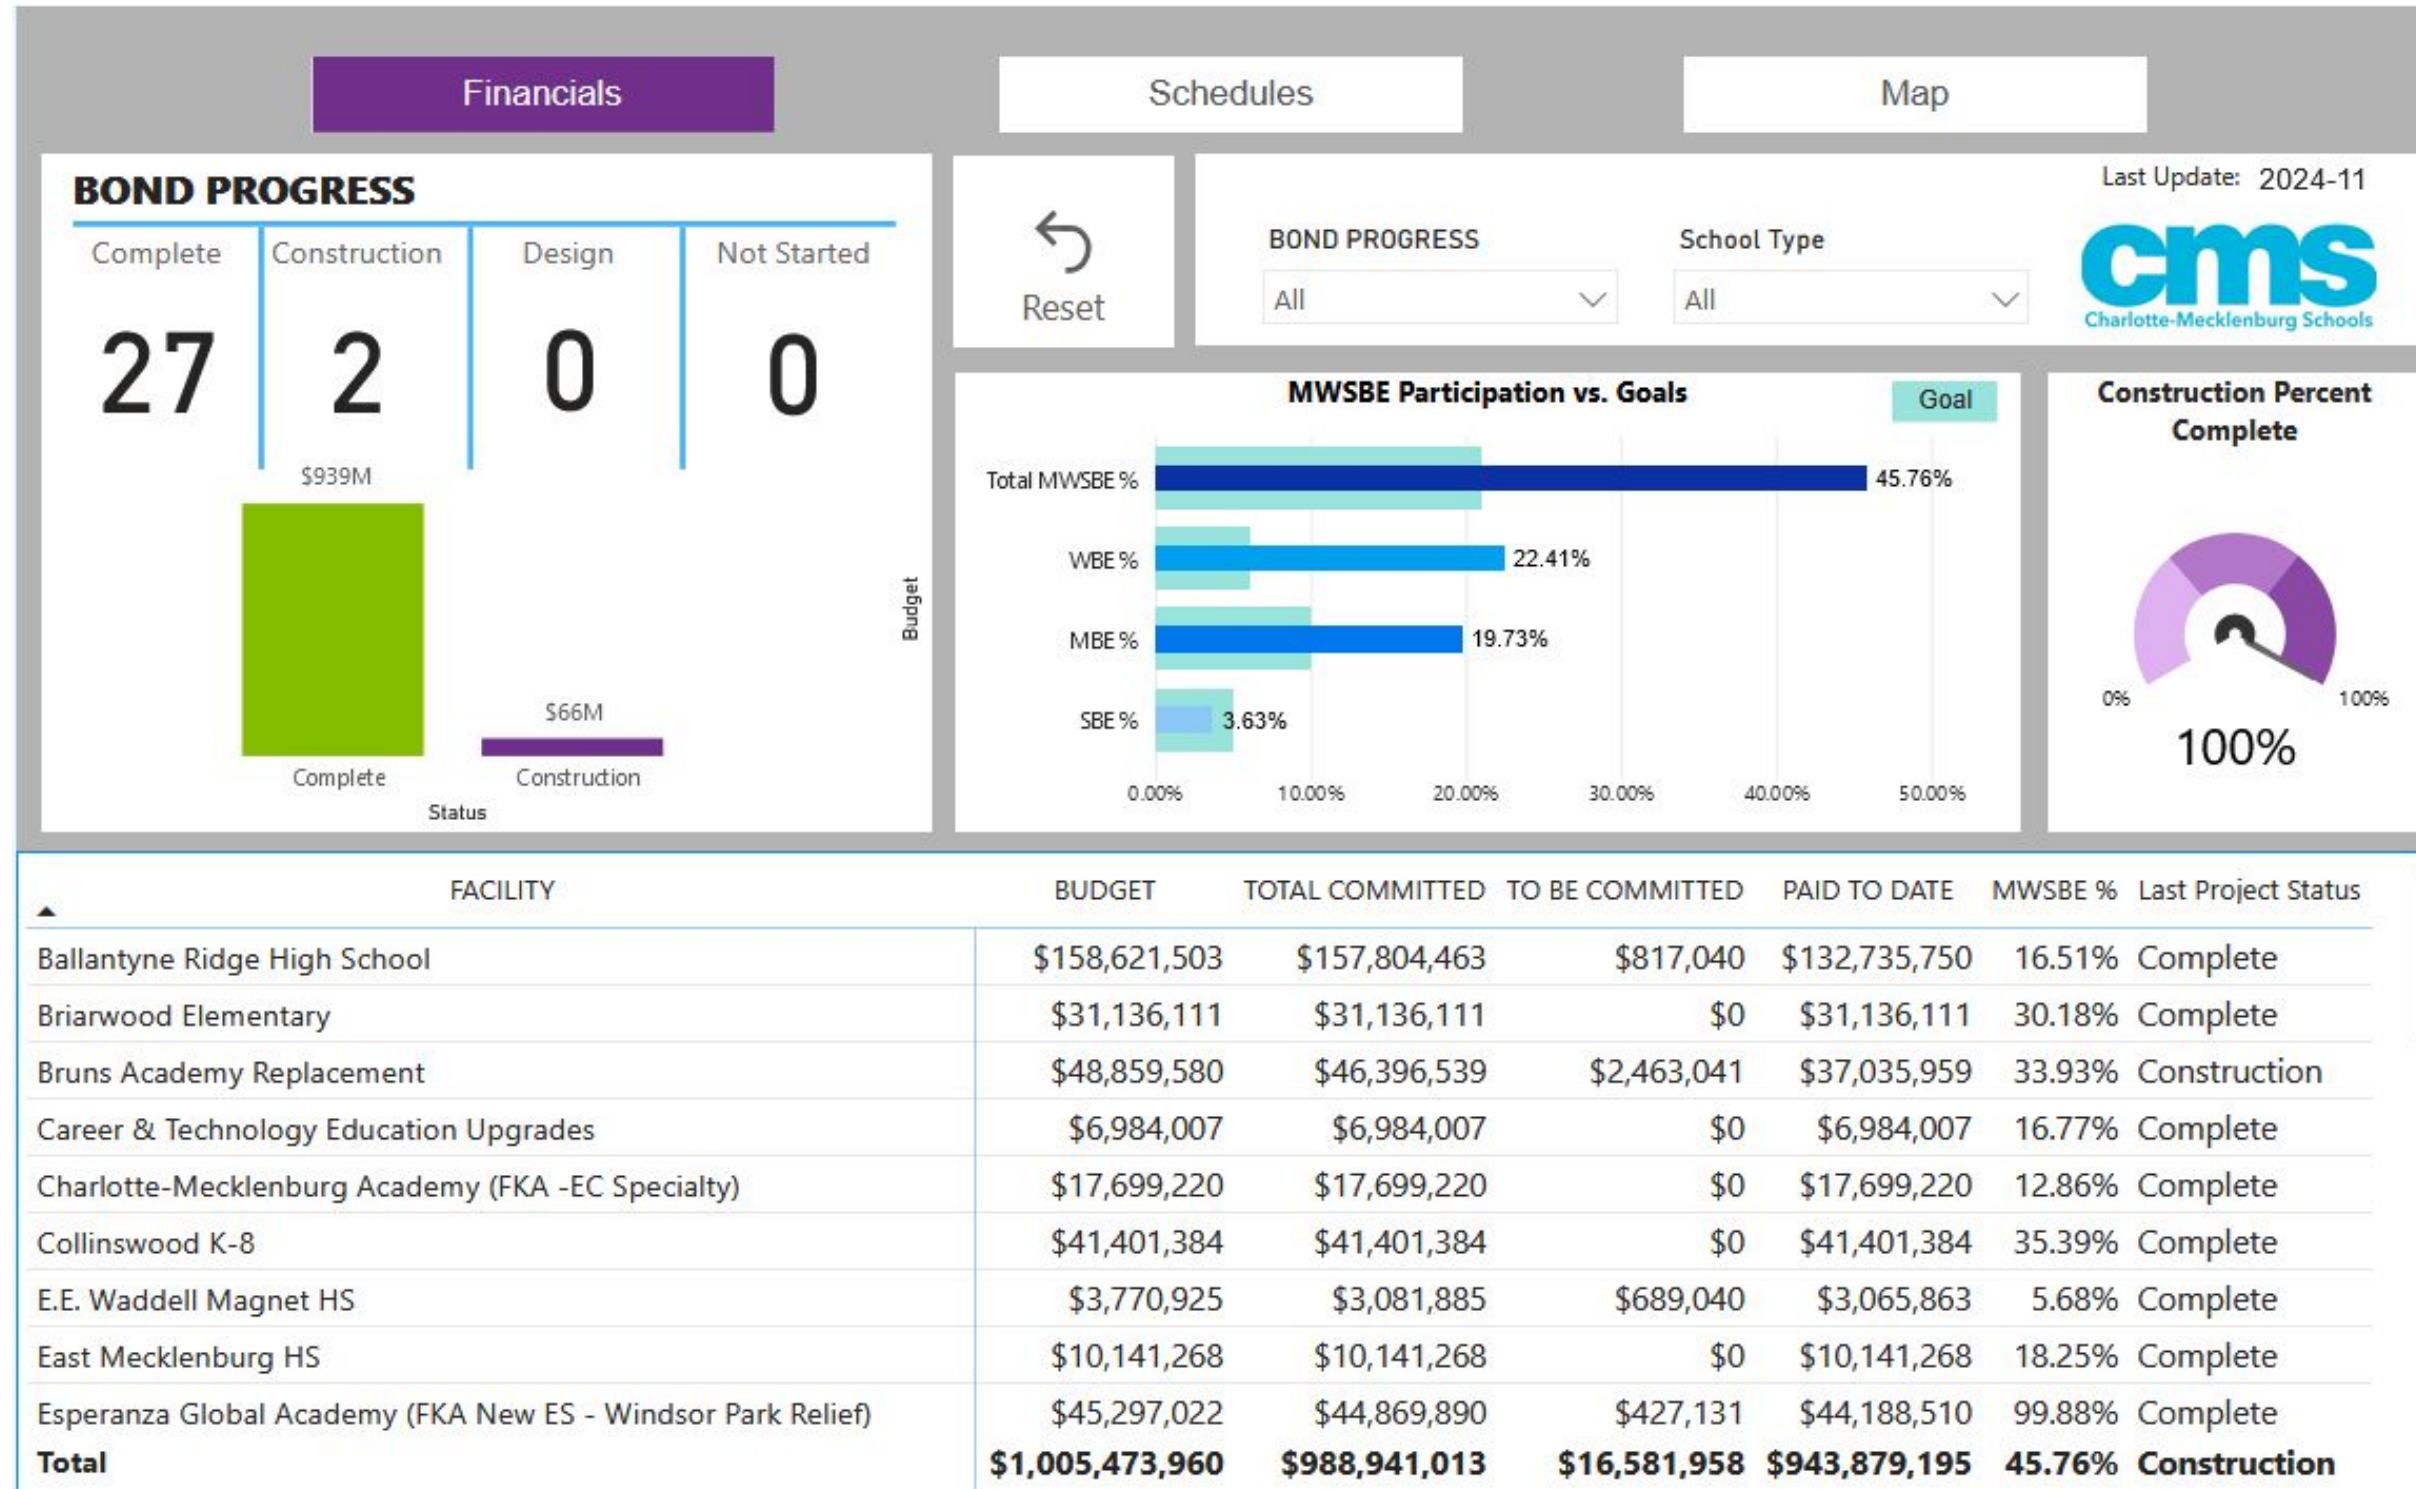 Financials
Schedules
Map
BOND PROGRESS
Complete
Construction
Design
Not Started
27
2
0
0
$939M
$66M
Budget
Complete
Construction
Status
Reset
Last Update: 2024-11
BOND PROGRESS
School Type
All
All
cms
Charlotte-Mecklenburg Schools
MWSBE Participation vs. Goals
Goal
Total MWSBE %
45.76%
WBE %
22.41%
MBE %
19.73%
SBE %
3.63%
0.00%
10.00%
20.00%
30.00%
40.00%
50.00%
Construction Percent
Complete
0%
100%
100%
FACILITY BUDGET TOTAL COMMITTED TO BE COMMITTED PAID TO DATE MWSBE % Last Project Status
Ballantyne Ridge High School $158,621,503 $157,804,463 $817,040 $132,735,750 16.51% Complete
Briarwood Elementary $31,136,111 $31,136,111 $0 $31,136,111 30.18% Complete
Bruns Academy Replacement $48,859,580 $46,396,539 $2,463,041 $37,035,959 33.93% Construction
Career & Technology Education Upgrades $6,984,007 $6,984,007 $0 $6,984,007 16.77% Complete
Charlotte-Mecklenburg Academy (FKA -EC Specialty) $17,699,220 $17,699,220 $0 $17,699,220 12.86% Complete
Collinswood K-8 $41,401,384 $41,401,384 $0 $41,401,384 35.39% Complete
E.E. Waddell Magnet HS $3,770,925 $3,081,885 $689,040 $3,065,863 5.68% Complete
East Mecklenburg HS $10,141,268 $10,141,268 $0 $10,141,268 18.25% Complete
Esperanza Global Academy (FKA New ES - Windsor Park Relief) $45,297,022 $44,869,890 $427,131 $44,188,510 99.88% Complete
Total $1,005,473,960 $988,941,013 $16,581,958 $943,879,195 45.76% Construction